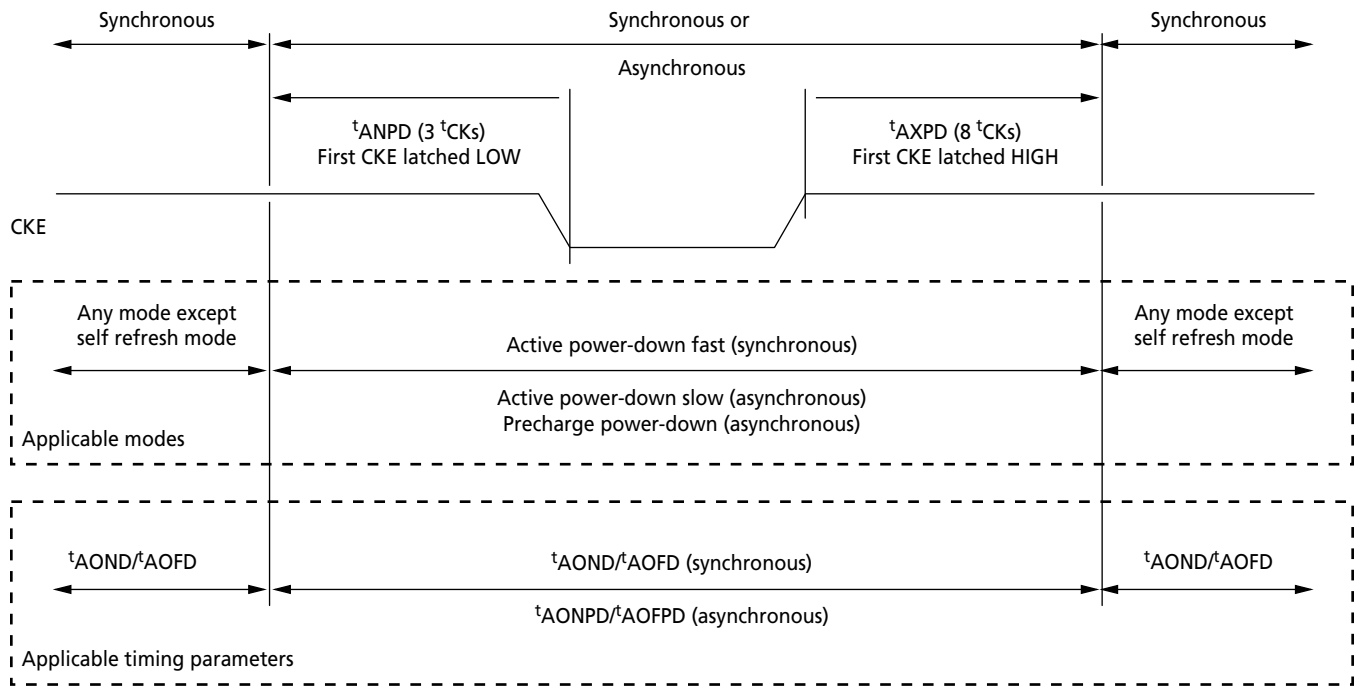 Synchronous
Synchronous or
Synchronous
Asynchronous
tANPD (3 tCKs)
First CKE latched LOW
tAXPD (8 tCKs)
First CKE latched HIGH
CKE
Any mode except
self refresh mode
Active power-down fast (synchronous)
Any mode except
self refresh mode
Active power-down slow (asynchronous)
Precharge power-down (asynchronous)
Applicable modes
tAOND/tAOFD
tAOND/tAOFD (synchronous)
tAOND/tAOFD
tAONPD/tAOFPD (asynchronous)
Applicable timing parameters